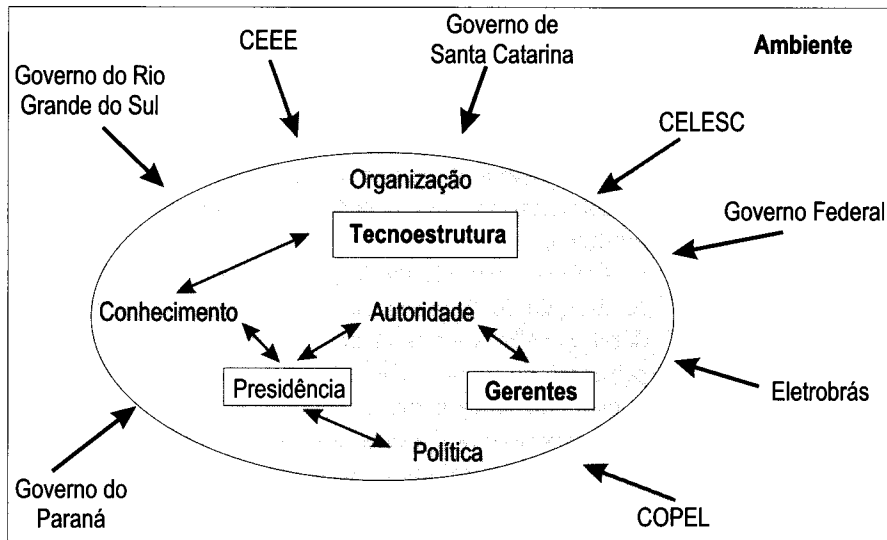 Governo de
Santa Catarina
CEEE
Ambiente
Governo do Rio
Grande do Sul
CELESC
Organização
Governo Federal
Tecnoestrutura
Conhecimento
Autoridade
Presidência
Gerentes
Eletrobrás
Política
Governo do
Paraná
COPEL